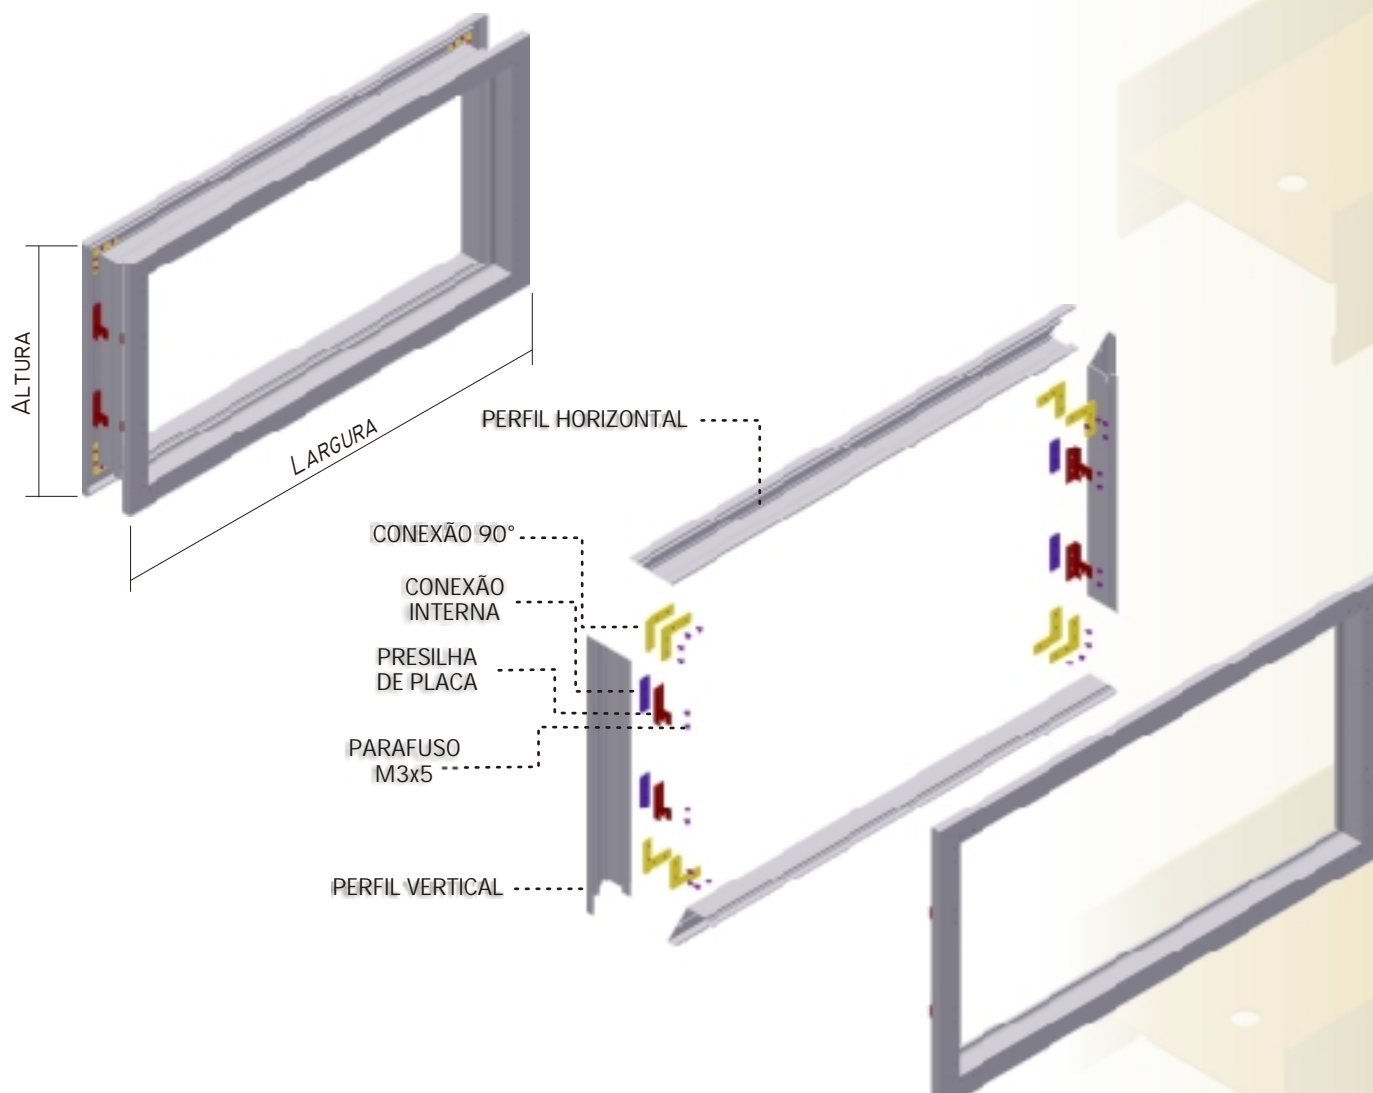 ALTURA
LARGURA
PERFIL HORIZONTAL
CONEXÃO 90°
CONEXÃO
INTERNA
PRESILHA
DE PLACA
PARAFUSO
M3x5
PERFIL VERTICAL